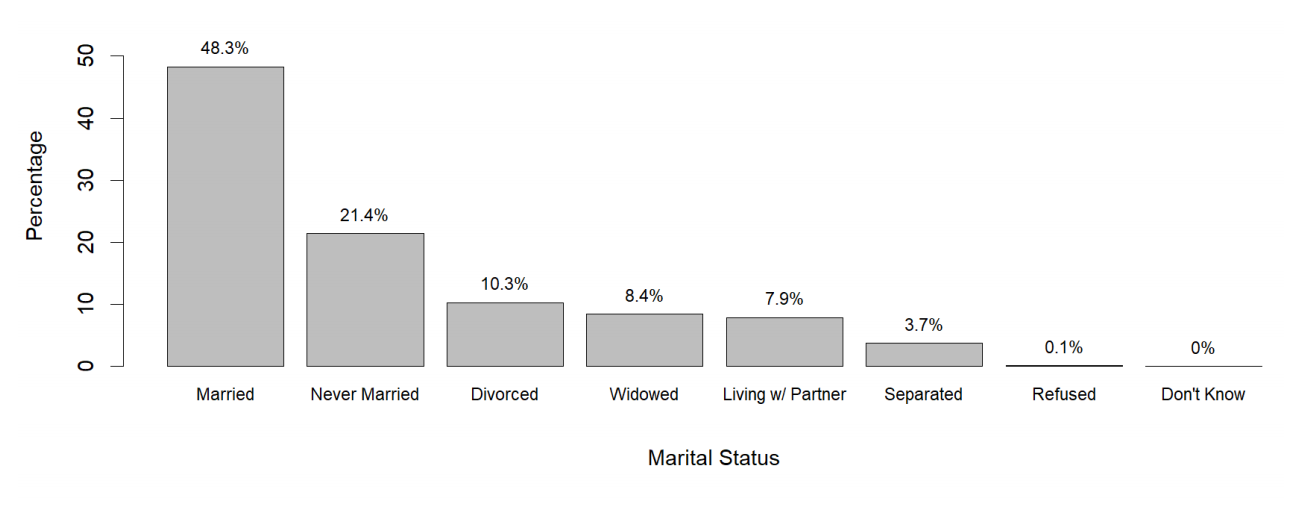 Percentage
50
40
30
20
10
0
48.3%
21.4%
10.3%
8.4%
7.9%
3.7%
0.1%
0%
Married
Never Married
Divorced
Widowed
Living w/ Partner
Separated
Refused
Don't Know
Marital Status